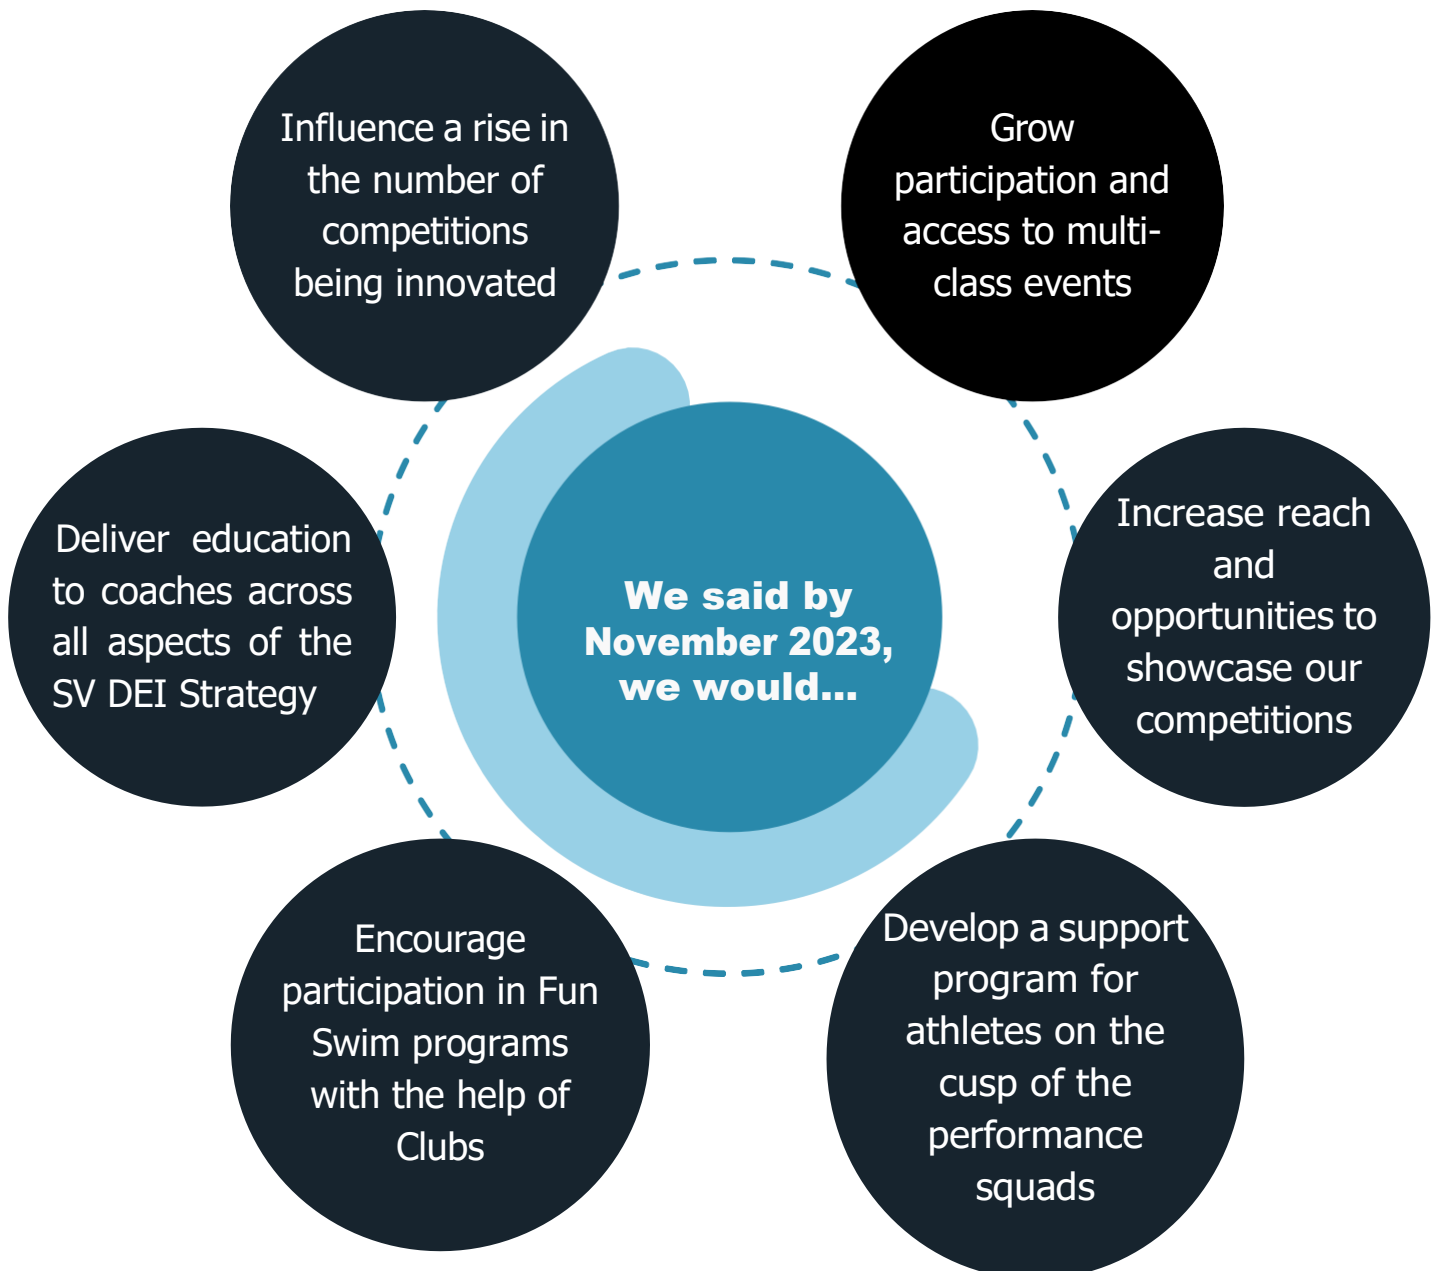 Influence a rise in
the number of
competitions
being innovated
Grow
participation and
access to multi-
class events
Deliver education
to coaches across
all aspects of the
SV DEI Strategy
We said by
November 2023,
we would...
Increase reach
and
opportunities to
showcase our
competitions
Encourage
participation in Fun
Swim programs
with the help of
Clubs
Develop a support
program for
athletes on the
cusp of the
performance
squads